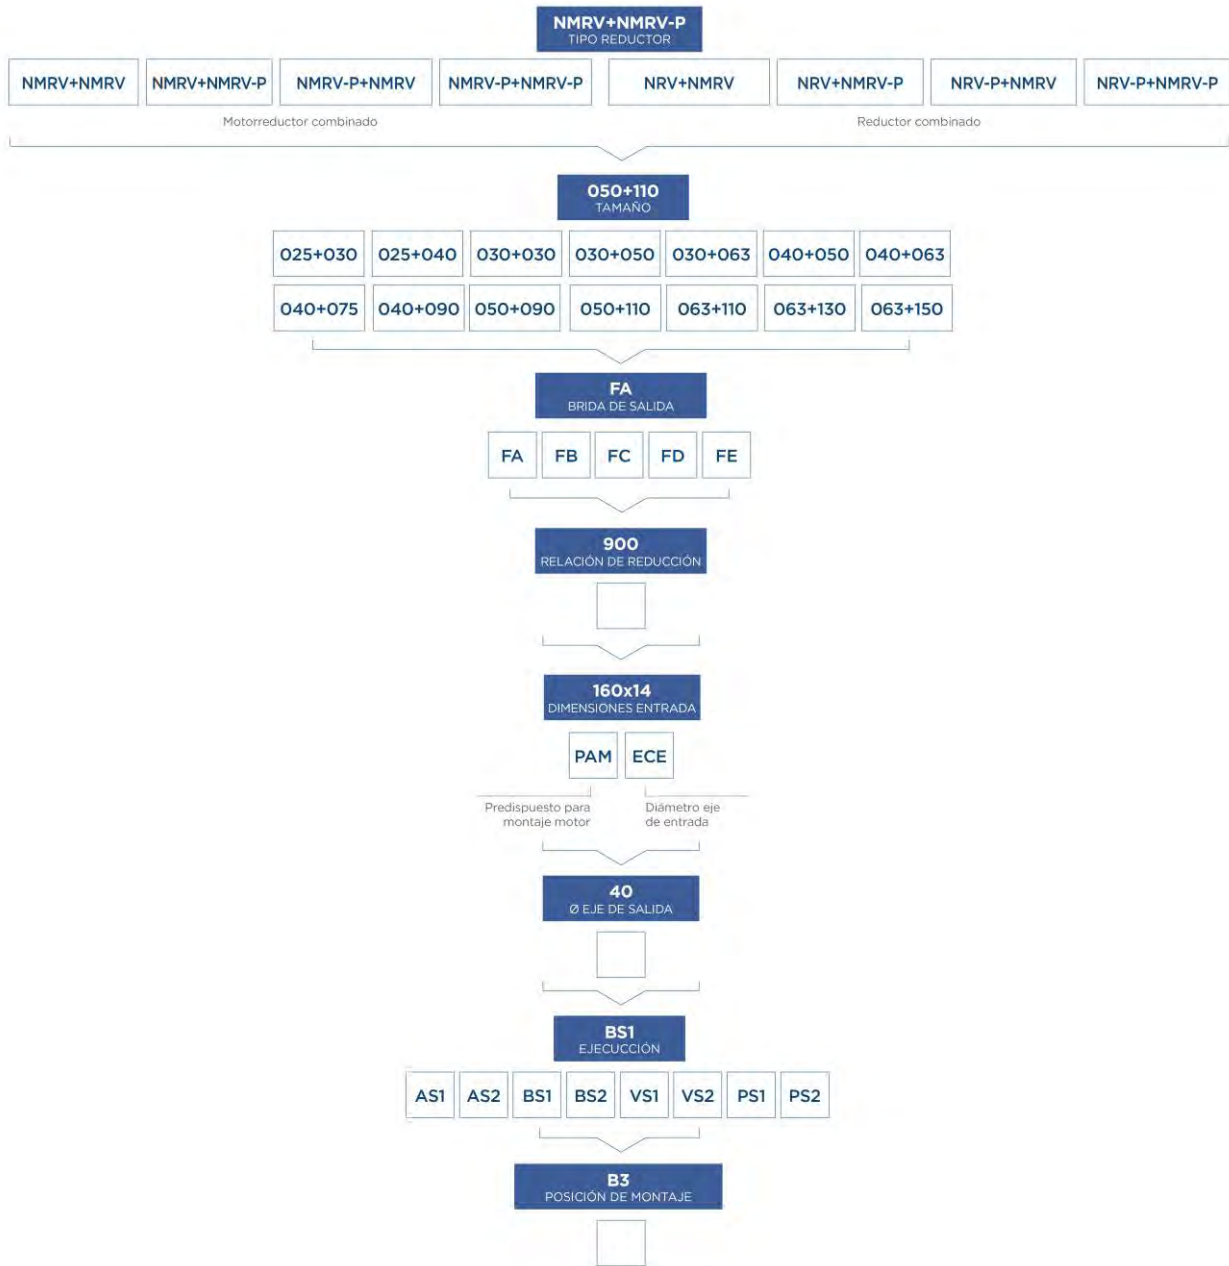 NMRV+NMRV-P
TIPO REDUCTOR
NMRV+NMRV NMRV+NMRV-P NMRV-P+NMRV NMRV-P+NMRV-P NRV+NMRV NRV+NMRV-P NRV-P+NMRV NRV-P+NMRV-P
Motorreductor combinado Reductor combinado
050+110
TAMAÑO
025+030 025+040 030+030 030+050 030+063 040+050 040+063
040+075 040+090 050+090 050+110 063+110 063+130 063+150
FA
BRIDA DE SALIDA
FA FB FC FD FE
900
RELACIÓN DE REDUCCIÓN
160x14
DIMENSIONES ENTRADA
PAM ECE
Predispuesto para Diámetro eje
montaje motor de entrada
40
Ø EJE DE SALIDA
BS1
EJECUCCIÓN
AS1 AS2 BS1 BS2 VS1 VS2 PS1 PS2
B3
POSICIÓN DE MONTAJE